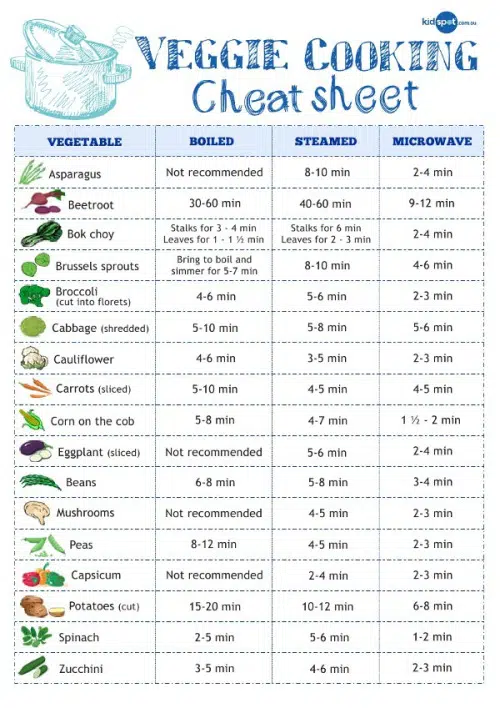 kidspot.com.au
VEGGIE COOKING
Cheat sheet
VEGETABLE BOILED STEAMED MICROWAVE
Asparagus Not recommended 8-10 min 2-4 min
Beetroot 30-60 min 40-60 min 9-12 min
Bok choy Stalks for 3 - 4 min Leaves for 1 - 1 ½ min Stalks for 6 min Leaves for 2 - 3 min 2-4 min
Brussels sprouts Bring to boil and simmer for 5-7 min 8-10 min 4-6 min
Broccoli (cut into florets) 4-6 min 5-6 min 2-3 min
Cabbage (shredded) 5-10 min 5-8 min 5-6 min
Cauliflower 4-6 min 3-5 min 2-3 min
Carrots (sliced) 5-10 min 4-5 min 4-5 min
Corn on the cob 5-8 min 4-7 min 1 ½ - 2 min
Eggplant (sliced) Not recommended 5-6 min 2-4 min
Beans 6-8 min 5-8 min 3-4 min
Mushrooms Not recommended 4-5 min 2-3 min
Peas 8-12 min 4-5 min 2-3 min
Capsicum Not recommended 2-4 min 2-3 min
Potatoes (cut) 15-20 min 10-12 min 6-8 min
Spinach 2-5 min 5-6 min 1-2 min
Zucchini 3-5 min 4-6 min 2-3 min